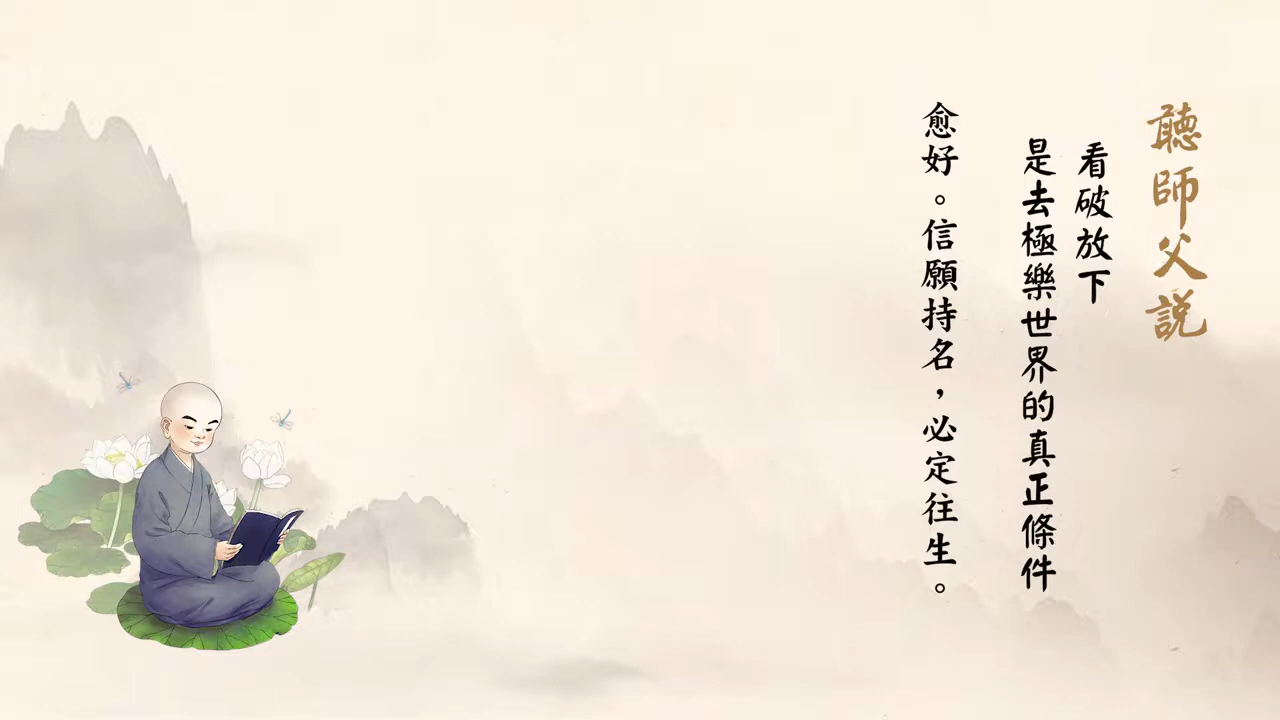 聽師父說
看破放下
是去極樂世界的真正條件
愈好。信願持名，必定往生。